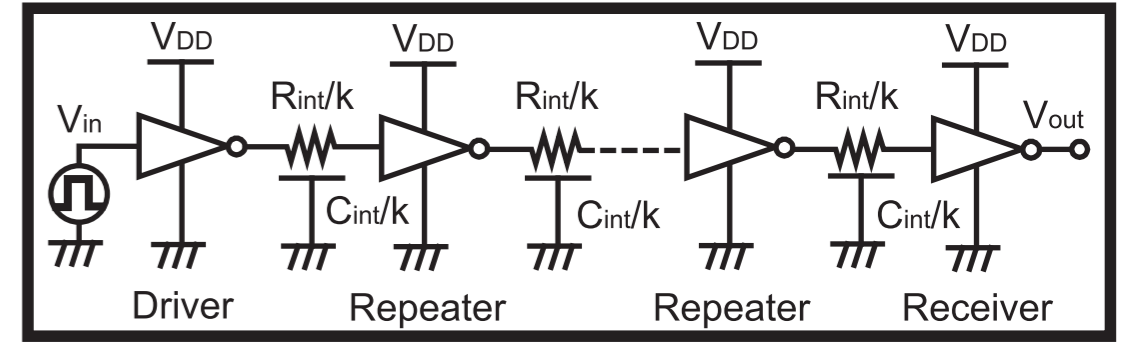 VDD VDD VDD VDD
Rint/k Rint/k Rint/k
Vin Vout
Cint/k Cint/k Cint/k
Driver Repeater Repeater Receiver